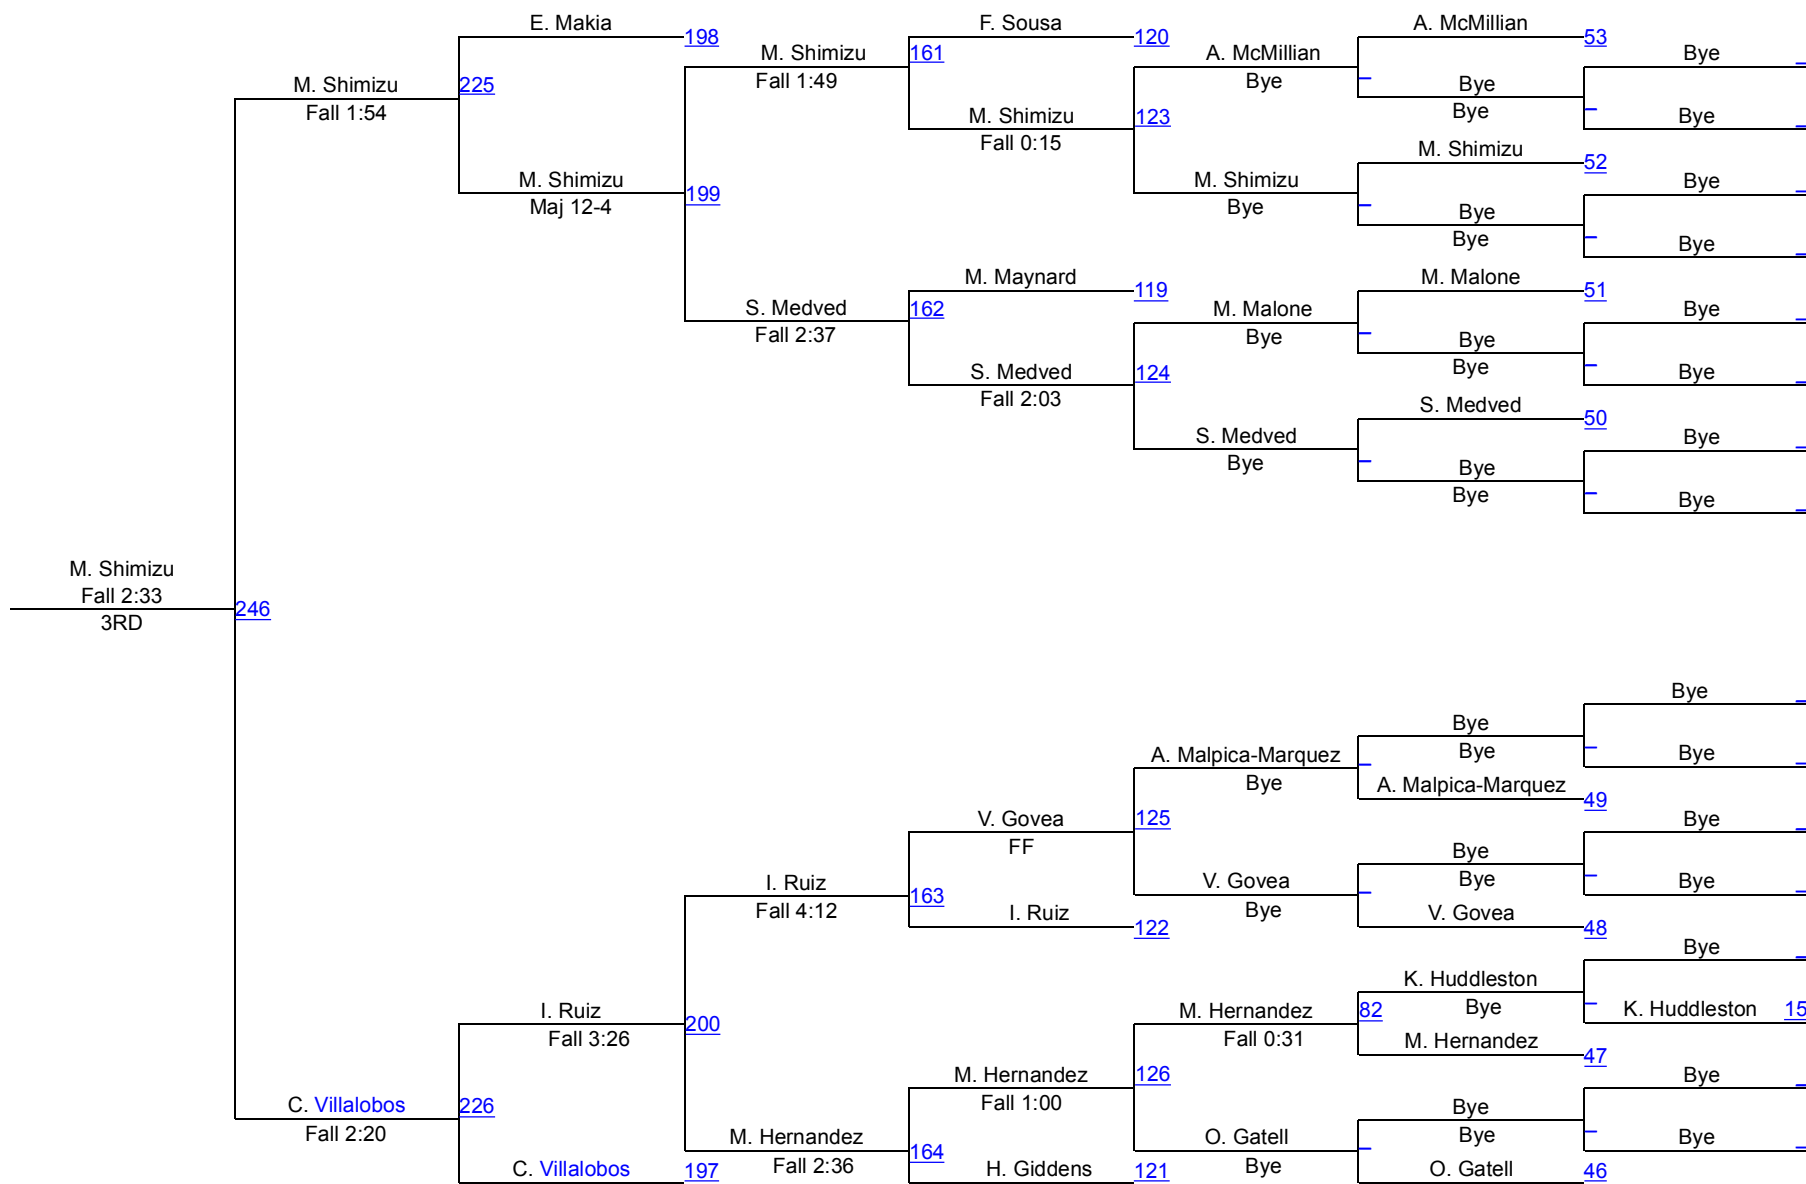 E. Makia
198
M. Shimizu
Fall 1:54
225
M. Shimizu
Maj 12-4
M. Shimizu
Fall 1:49
161
199
S. Medved
Fall 2:37
F. Sousa
120
M. Shimizu
Fall 0:15
123
M. Maynard
119
162
S. Medved
Fall 2:03
124
A. McMillian
Bye
M. Shimizu
Bye
M. Malone
Bye
S. Medved
Bye
A. McMillian
53
Bye
Bye
M. Shimizu
52
Bye
Bye
M. Malone
51
Bye
Bye
S. Medved
50
Bye
Bye
Bye
Bye
Bye
Bye
Bye
Bye
Bye
Bye
M. Shimizu
Fall 2:33
3RD
246
C. Villalobos
Fall 2:20
226
I. Ruiz
Fall 3:26
200
C. Villalobos
197
I. Ruiz
Fall 4:12
163
M. Hernandez
Fall 2:36
164
V. Govea
FF
125
I. Ruiz
122
M. Hernandez
Fall 1:00
126
H. Giddens
121
A. Malpica-Marquez
Bye
V. Govea
Bye
M. Hernandez
Fall 0:31
82
O. Gatell
Bye
Bye
Bye
A. Malpica-Marquez
49
Bye
Bye
V. Govea
48
K. Huddleston
Bye
M. Hernandez
47
Bye
Bye
O. Gatell
46
Bye
Bye
Bye
Bye
Bye
K. Huddleston
15
Bye
Bye